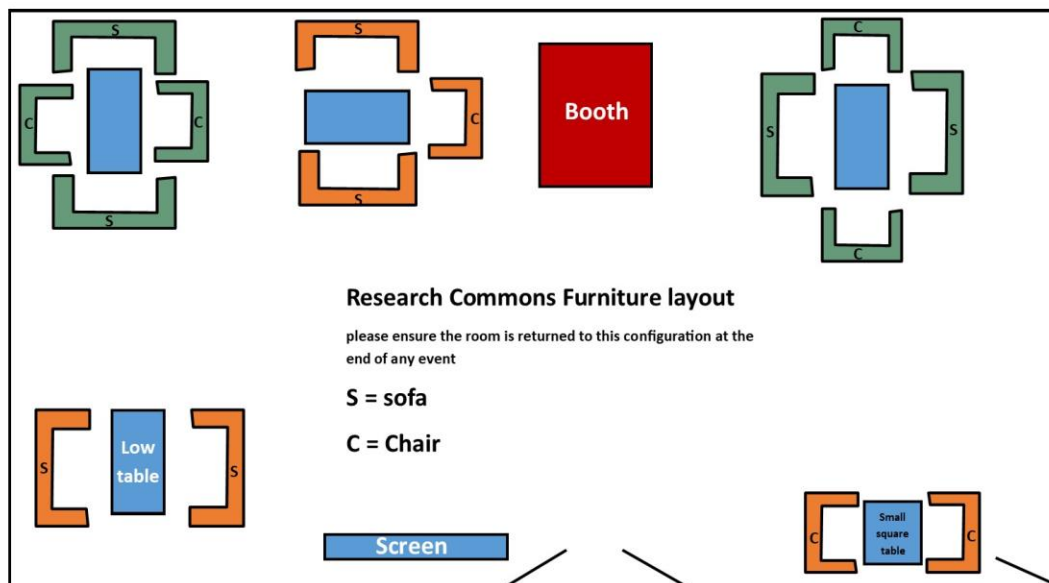 S
C
C
S
S
C
S
Booth
C
S
S
C
Research Commons Furniture layout
please ensure the room is returned to this configuration at the
end of any event
S = sofa
C = Chair
S
Low
table
S
Screen
C
Small
square
table
C